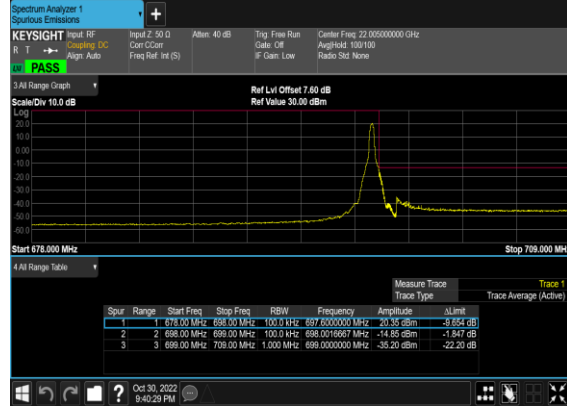 Spectrum Analyzer 1
Spurious Emissions
+
KEYSIGHT Input: RF
R T Coupling: DC
Align: Auto
Input Z: 50 Ω
Corr CCorr
Freq Ref: Int (S)
Atten: 40 dB
Trig: Free Run
Gate: Off
IF Gain: Low
Center Freq: 22.005000000 GHz
Avg|Hold: 100/100
Radio Std: None
LW PASS
3 All Range Graph
Ref Lvl Offset 7.60 dB
Scale/Div 10.0 dB Ref Value 30.00 dBm
Log
20.0
10.0
0.00
-10.0
-20.0
-30.0
-40.0
-50.0
-60.0
Start 678.000 MHz Stop 709.000 MHz
4 All Range Table
Measure Trace Trace 1
Trace Type Trace Average (Active)
Spur Range Start Freq Stop Freq RBW Frequency Amplitude ΔLimit
1 1 678.00 MHz 698.00 MHz 100.0 kHz 697.6000000 MHz 20.35 dBm -9.654 dB
2 2 698.00 MHz 699.00 MHz 100.0 kHz 698.0016667 MHz -14.85 dBm -1.847 dB
3 3 699.00 MHz 709.00 MHz 1.000 MHz 699.0000000 MHz -35.20 dBm -22.20 dB
? Oct 30, 2022
9:40:29 PM